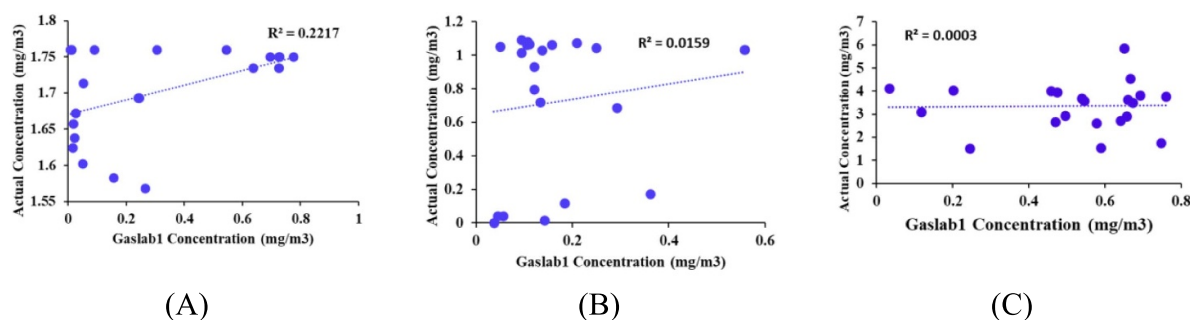 Actual Concentration (mg/m3)
1.8
1.75
1.7
1.65
1.6
1.55
R² = 0.2217
0 0.2 0.4 0.6 0.8 1
Gaslab1 Concentration (mg/m3)
(A)
Actual Concentration (mg/m3)
1.2
1
0.8
0.6
0.4
0.2
0
R² = 0.0159
0 0.2 0.4 0.6
Gaslab1 Concentration (mg/m3)
(B)
Actual Concentration (mg/m3)
7
6
5
4
3
2
1
0
R² = 0.0003
0 0.2 0.4 0.6 0.8
Gaslab1 Concentration (mg/m3)
(C)